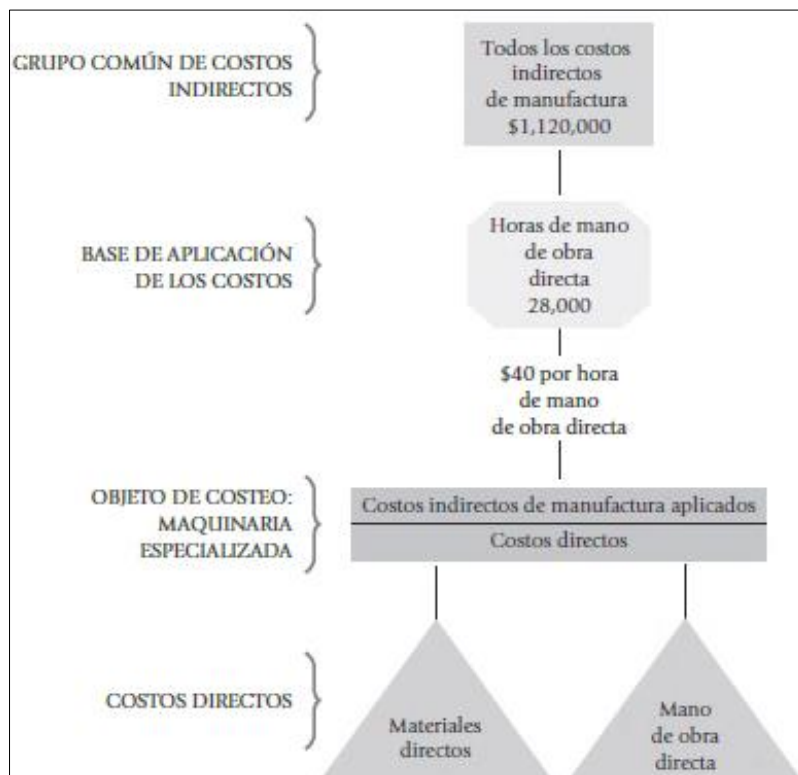 GRUPO COMÚN DE COSTOS
INDIRECTOS
Todos los costos
indirectos
de manufactura
$1,120,000
BASE DE APLICACIÓN
DE LOS COSTOS
Horas de mano
de obra
directa
28,000
$40 por hora
de mano
de obra directa
OBJETO DE COSTEO:
MAQUINARIA
ESPECIALIZADA
Costos indirectos de manufactura aplicados
Costos directos
COSTOS DIRECTOS
Materiales
directos
Mano
de obra
directa